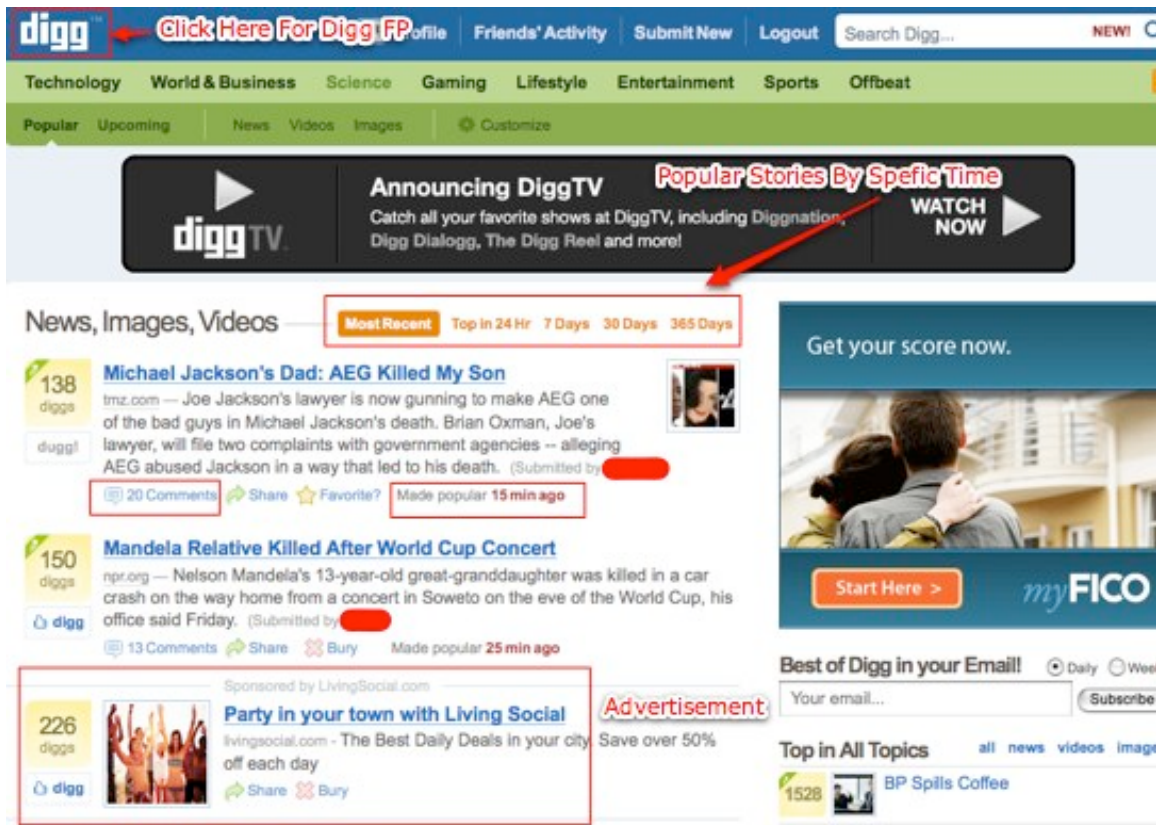 digg™ Click Here For Digg FP ofile Friends' Activity Submit New Logout Search Digg... NEW!
Technology World & Business Science Gaming Lifestyle Entertainment Sports Offbeat
Popular Upcoming News Videos Images Customize
Announcing DiggTV
Popular Stories By Spefic Time
digg TV.
Catch all your favorite shows at DiggTV, including Diggnation,
Digg Dialogg, The Digg Reel and more!
WATCH
NOW
News, Images, Videos Most Recent Top in 24 Hr 7 Days 30 Days 365 Days
138
diggs
dugg!
Michael Jackson's Dad: AEG Killed My Son
tmz.com — Joe Jackson's lawyer is now gunning to make AEG one
of the bad guys in Michael Jackson's death. Brian Oxman, Joe's
lawyer, will file two complaints with government agencies -- alleging
AEG abused Jackson in a way that led to his death. (Submitted by
20 Comments Share Favorite? Made popular 15 min ago
150
diggs
digg
Mandela Relative Killed After World Cup Concert
npr.org — Nelson Mandela's 13-year-old great-granddaughter was killed in a car
crash on the way home from a concert in Soweto on the eve of the World Cup, his
office said Friday. (Submitted by
13 Comments Share Bury Made popular 25 min ago
Sponsored by LivingSocial.com
226
diggs
digg
Party in your town with Living Social
livingsocial.com - The Best Daily Deals in your city. Save over 50%
off each day
Share Bury
Advertisement
Get your score now.
Start Here >
myFICO
Best of Digg in your Email! Daily Wee
Your email... Subscribe
Top in All Topics all news videos image
1528
BP Spills Coffee